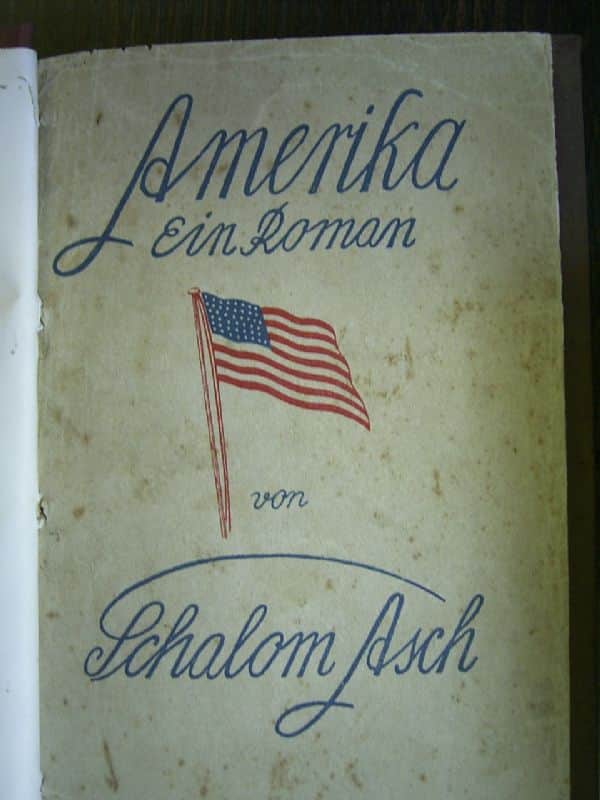 Amerika
Ein Roman
von
Schalom Asch